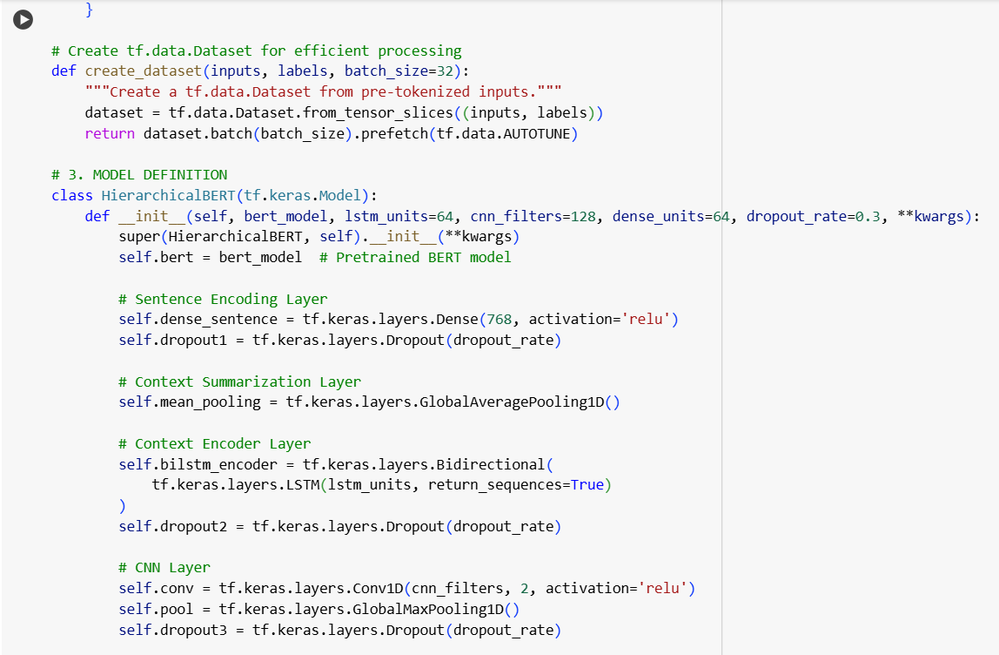 }
# Create tf.data.Dataset for efficient processing
def create_dataset(inputs, labels, batch_size=32):
    """Create a tf.data.Dataset from pre-tokenized inputs."""
    dataset = tf.data.Dataset.from_tensor_slices((inputs, labels))
    return dataset.batch(batch_size).prefetch(tf.data.AUTOTUNE)
# 3. MODEL DEFINITION
class HierarchicalBERT(tf.keras.Model):
    def __init__(self, bert_model, lstm_units=64, cnn_filters=128, dense_units=64, dropout_rate=0.3, **kwargs):
        super(HierarchicalBERT, self).__init__(**kwargs)
        self.bert = bert_model  # Pretrained BERT model
        # Sentence Encoding Layer
        self.dense_sentence = tf.keras.layers.Dense(768, activation='relu')
        self.dropout1 = tf.keras.layers.Dropout(dropout_rate)
        # Context Summarization Layer
        self.mean_pooling = tf.keras.layers.GlobalAveragePooling1D()
        # Context Encoder Layer
        self.bilstm_encoder = tf.keras.layers.Bidirectional(
            tf.keras.layers.LSTM(lstm_units, return_sequences=True)
        )
        self.dropout2 = tf.keras.layers.Dropout(dropout_rate)
        # CNN Layer
        self.conv = tf.keras.layers.Conv1D(cnn_filters, 2, activation='relu')
        self.pool = tf.keras.layers.GlobalMaxPooling1D()
        self.dropout3 = tf.keras.layers.Dropout(dropout_rate)